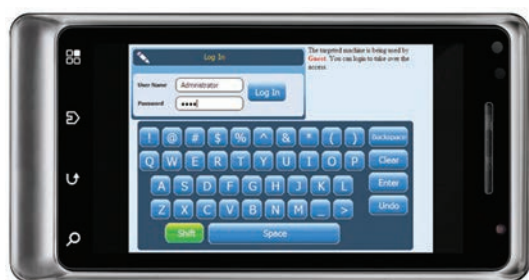 Log In
The targeted machine is being used by
Guest. You can login to take over the
access.
User Name Administrator
Log In
Password ••••
! @ # $ % ^ & * ( ) Backspace
Q W E R T Y U I O P Clear
A S D F G H J K L Enter
Z X C V B N M _ > Undo
Shift Space